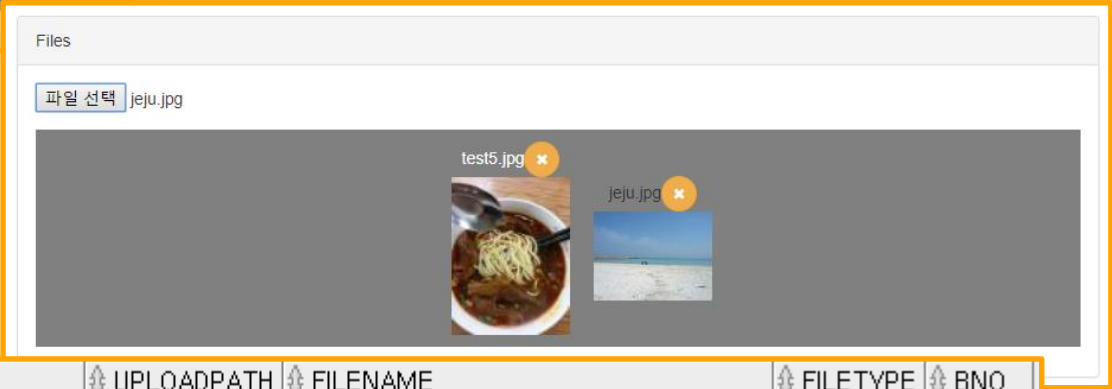 Files
파일 선택 jeju.jpg
test5.jpg
jeju.jpg
UPLOADPATH FILENAME FILETYPE BNO